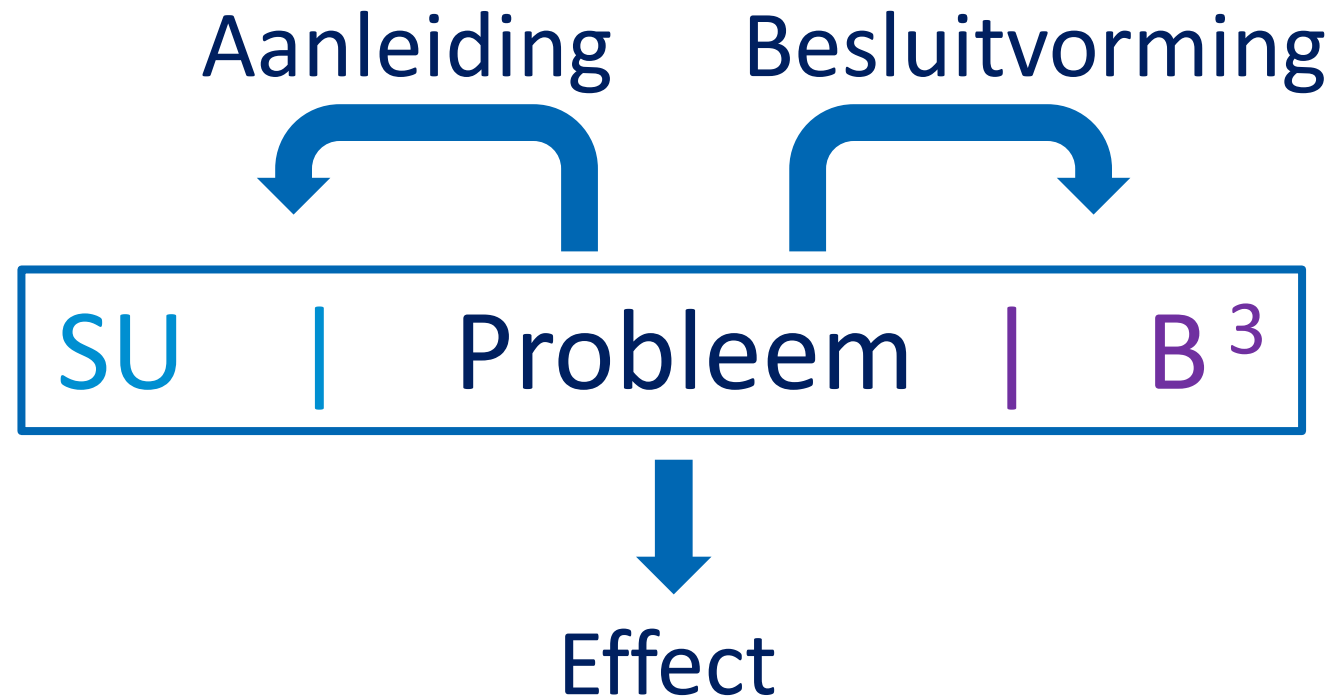 Aanleiding Besluitvorming
SU | Probleem | B³
Effect